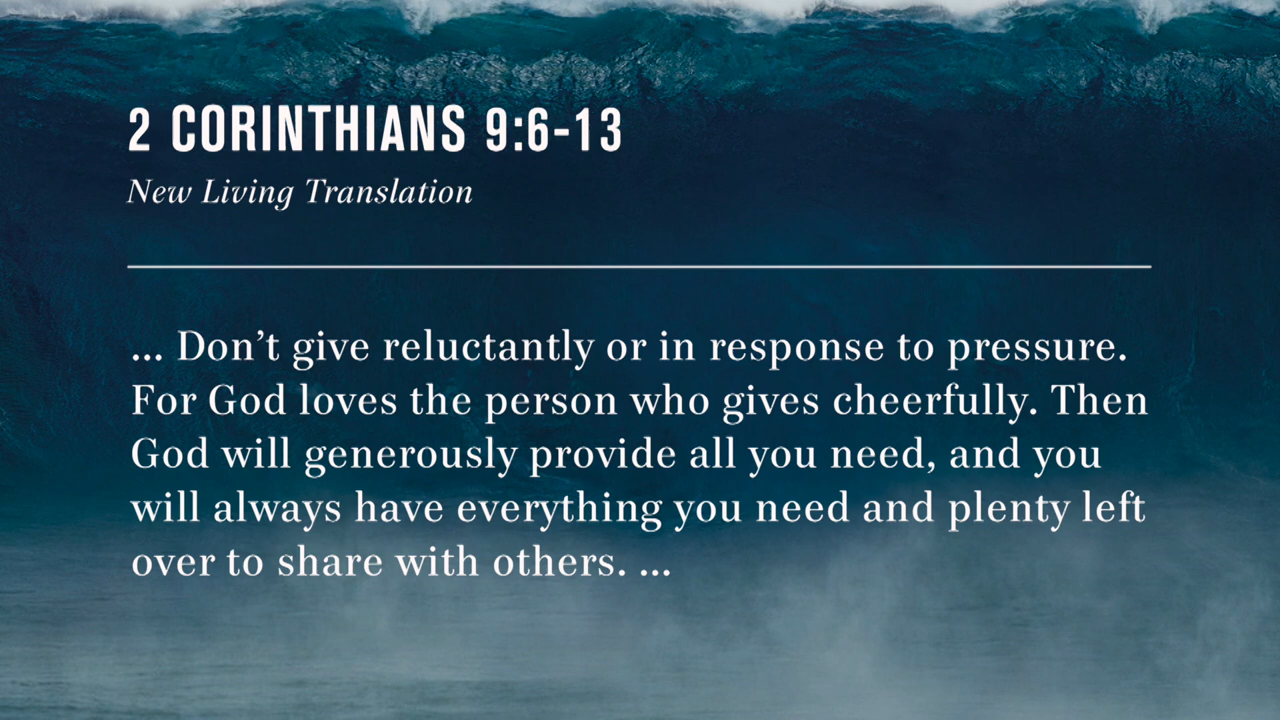 2 CORINTHIANS 9:6-13
New Living Translation
... Don’t give reluctantly or in response to pressure.
For God loves the person who gives cheerfully. Then
God will generously provide all you need, and you
will always have everything you need and plenty left
over to share with others. ...